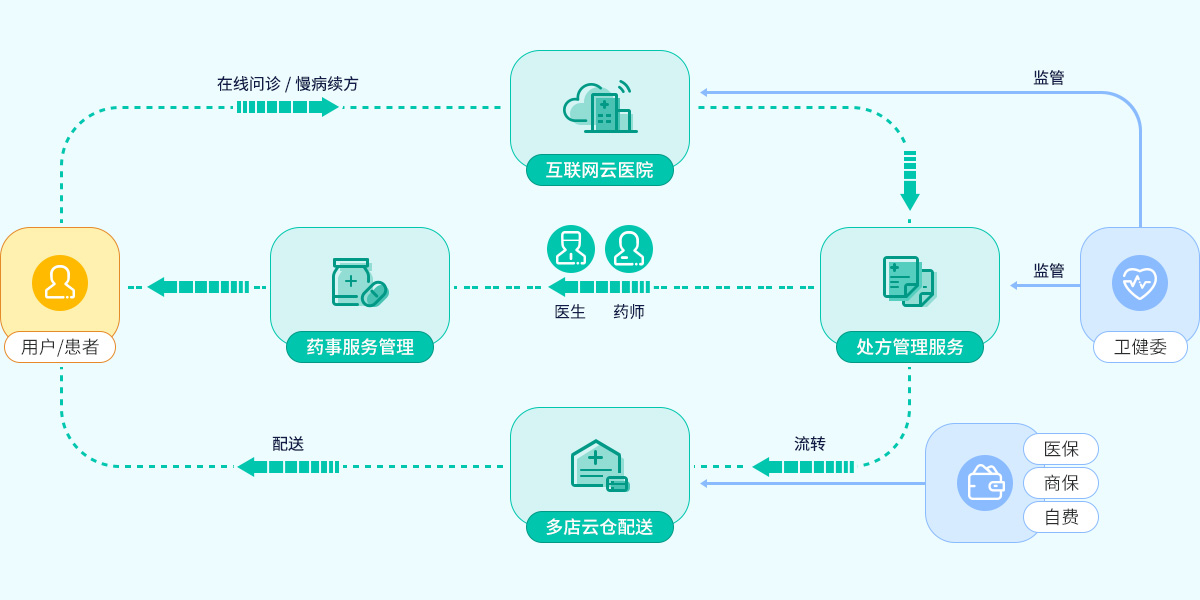 在线问诊 / 慢病续方
监管
互联网云医院
监管
医生
药师
用户/患者
药事服务管理
处方管理服务
卫健委
配送
流转
医保
商保
自费
多店云仓配送